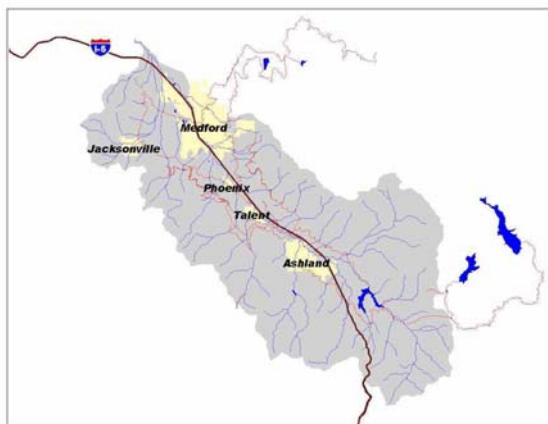 I-5
Medford
Jacksonville
Phoenix
Talent
Ashland